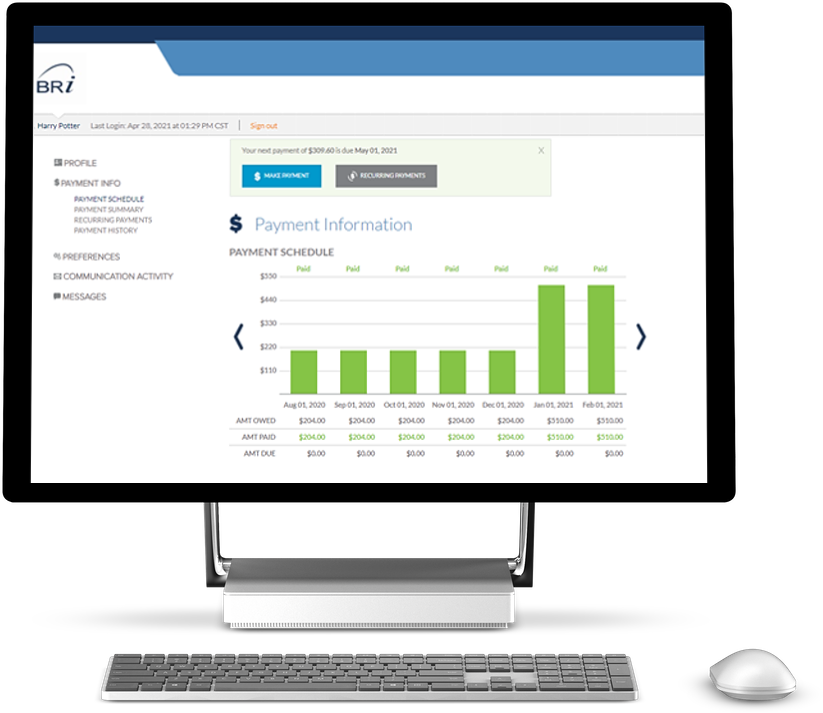 BRi
Harry Potter Last Login: Apr 28, 2021 at 01:29 PM CST | Sign out
Your next payment of $309.60 is due May 01, 2021 X
$ MAKE PAYMENT RECURRING PAYMENTS
PROFILE
$ PAYMENT INFO
PAYMENT SCHEDULE
PAYMENT SUMMARY
RECURRING PAYMENTS
PAYMENT HISTORY
PREFERENCES
COMMUNICATION ACTIVITY
MESSAGES
$ Payment Information
PAYMENT SCHEDULE
Paid Paid Paid Paid Paid Paid Paid
$550
$440
$330
$220
$110
Aug 01, 2020 Sep 01, 2020 Oct 01, 2020 Nov 01, 2020 Dec 01, 2020 Jan 01, 2021 Feb 01, 2021
AMT OWED $204.00 $204.00 $204.00 $204.00 $204.00 $510.00 $510.00
AMT PAID $204.00 $204.00 $204.00 $204.00 $204.00 $510.00 $510.00
AMT DUE $0.00 $0.00 $0.00 $0.00 $0.00 $0.00 $0.00